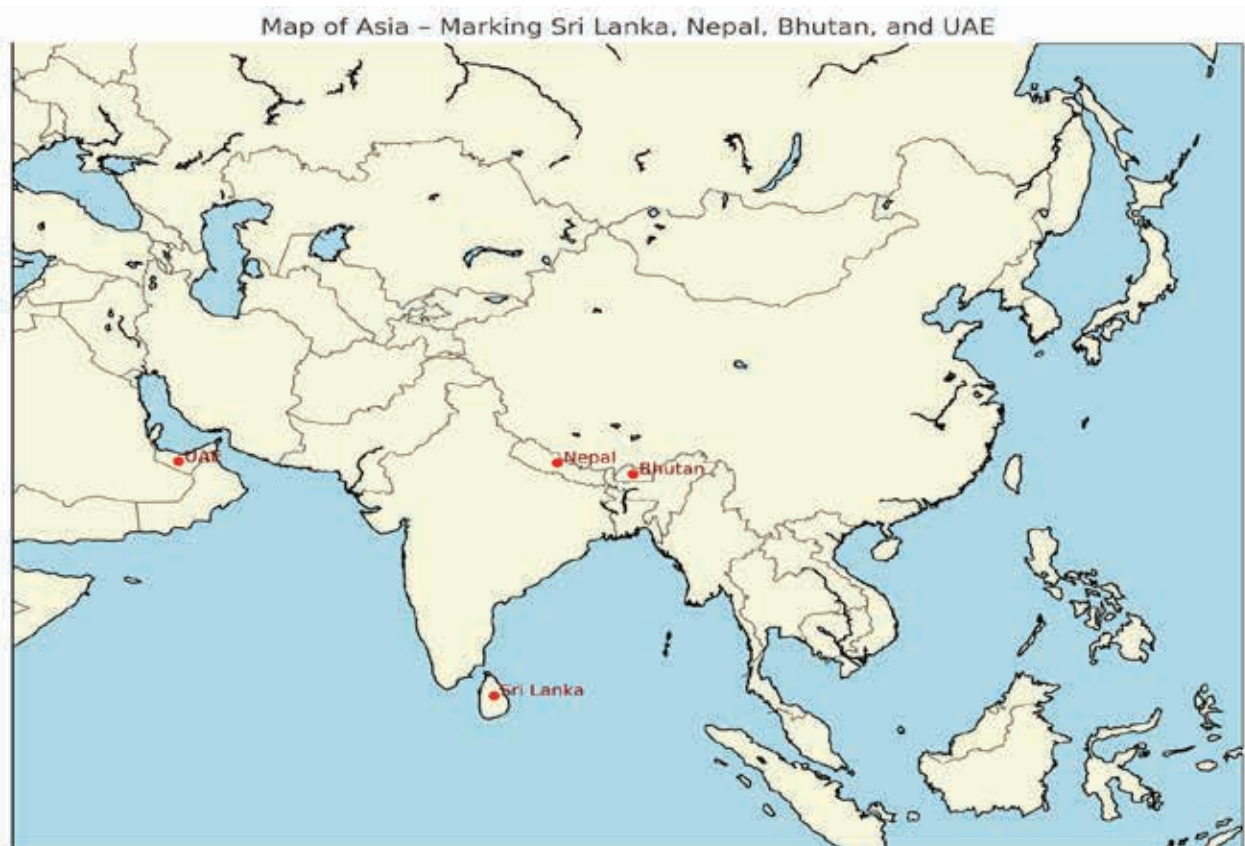 Map of Asia – Marking Sri Lanka, Nepal, Bhutan, and UAE
UAE
Nepal
Bhutan
Sri Lanka